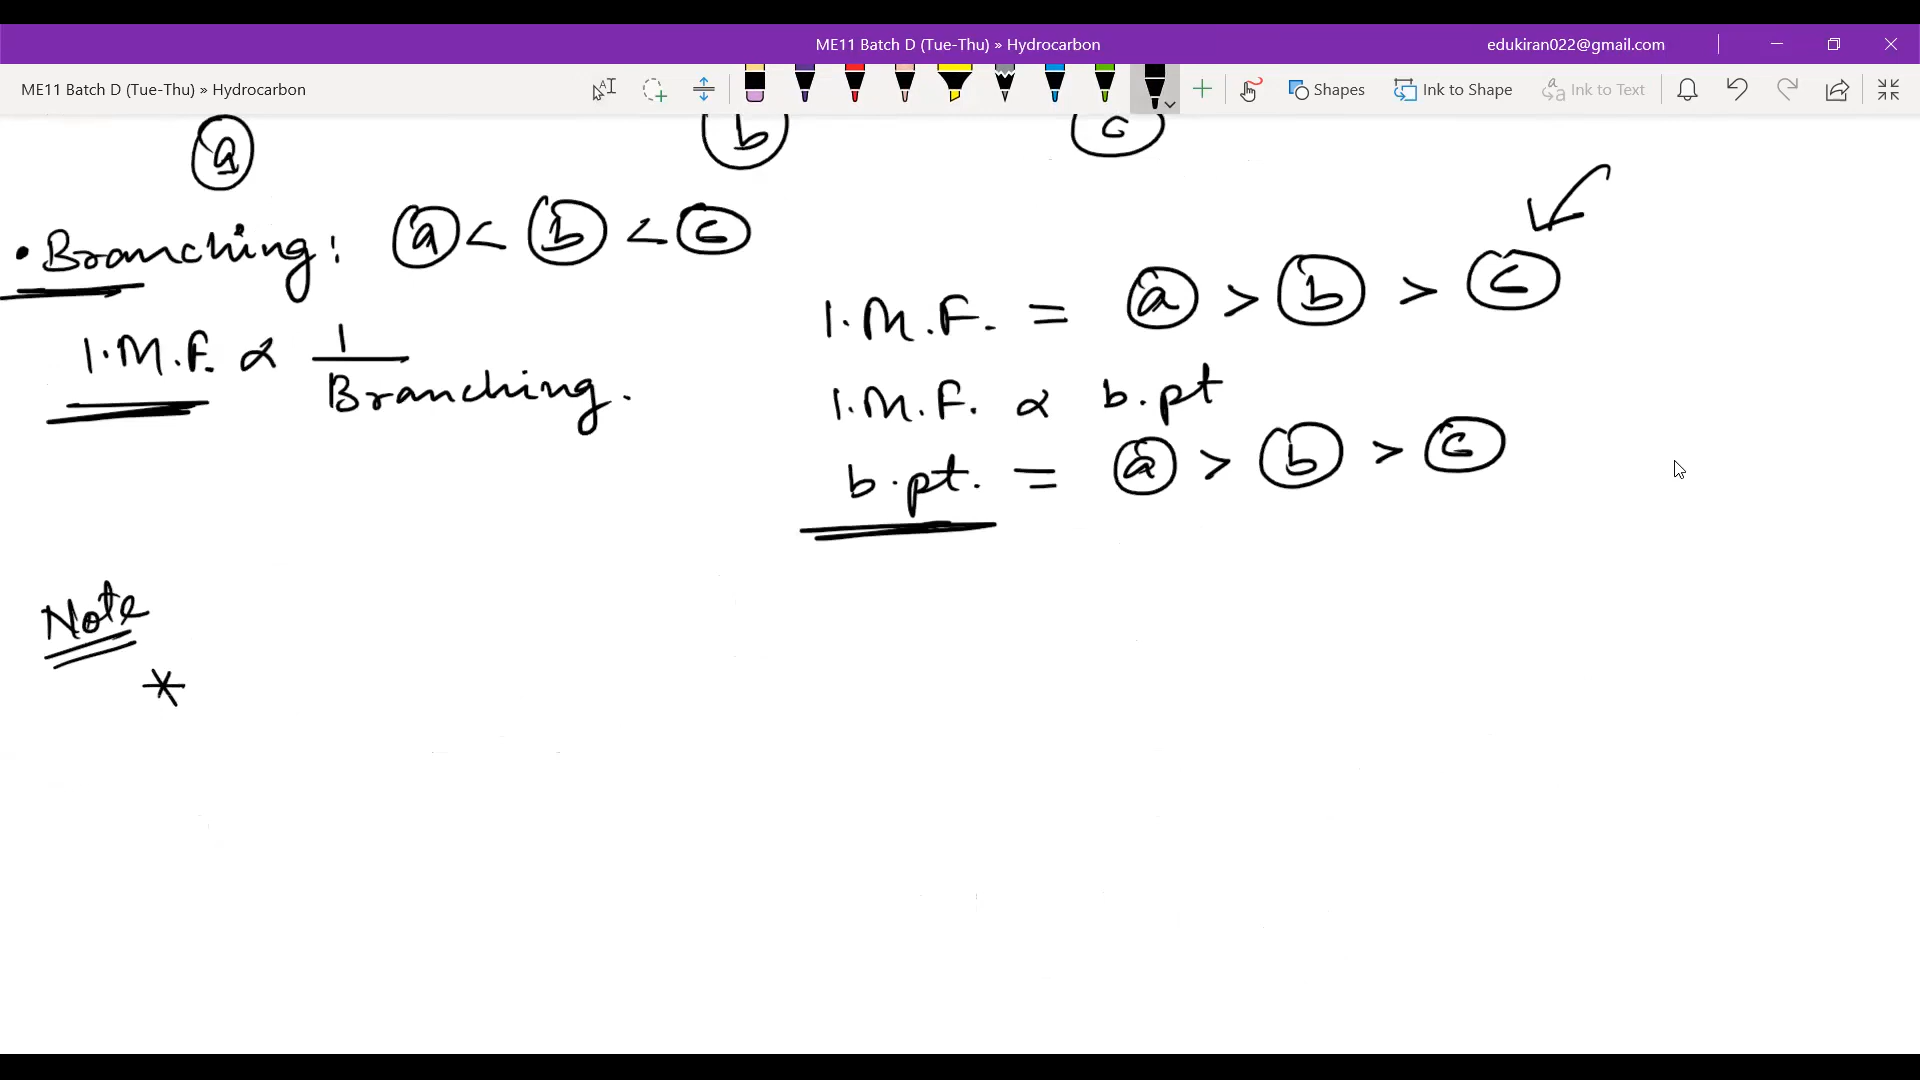 ME11 Batch D (Tue-Thu) » Hydrocarbon
edukiran022@gmail.com
ME11 Batch D (Tue-Thu) » Hydrocarbon
Shapes
Ink to Shape
Ink to Text
a b c
• Branching: a < b < c
I.M.F. ∝ 1 / Branching.
I.M.F. = a > b > c
I.M.F. ∝ b.pt
b.pt. = a > b > c
Note
*